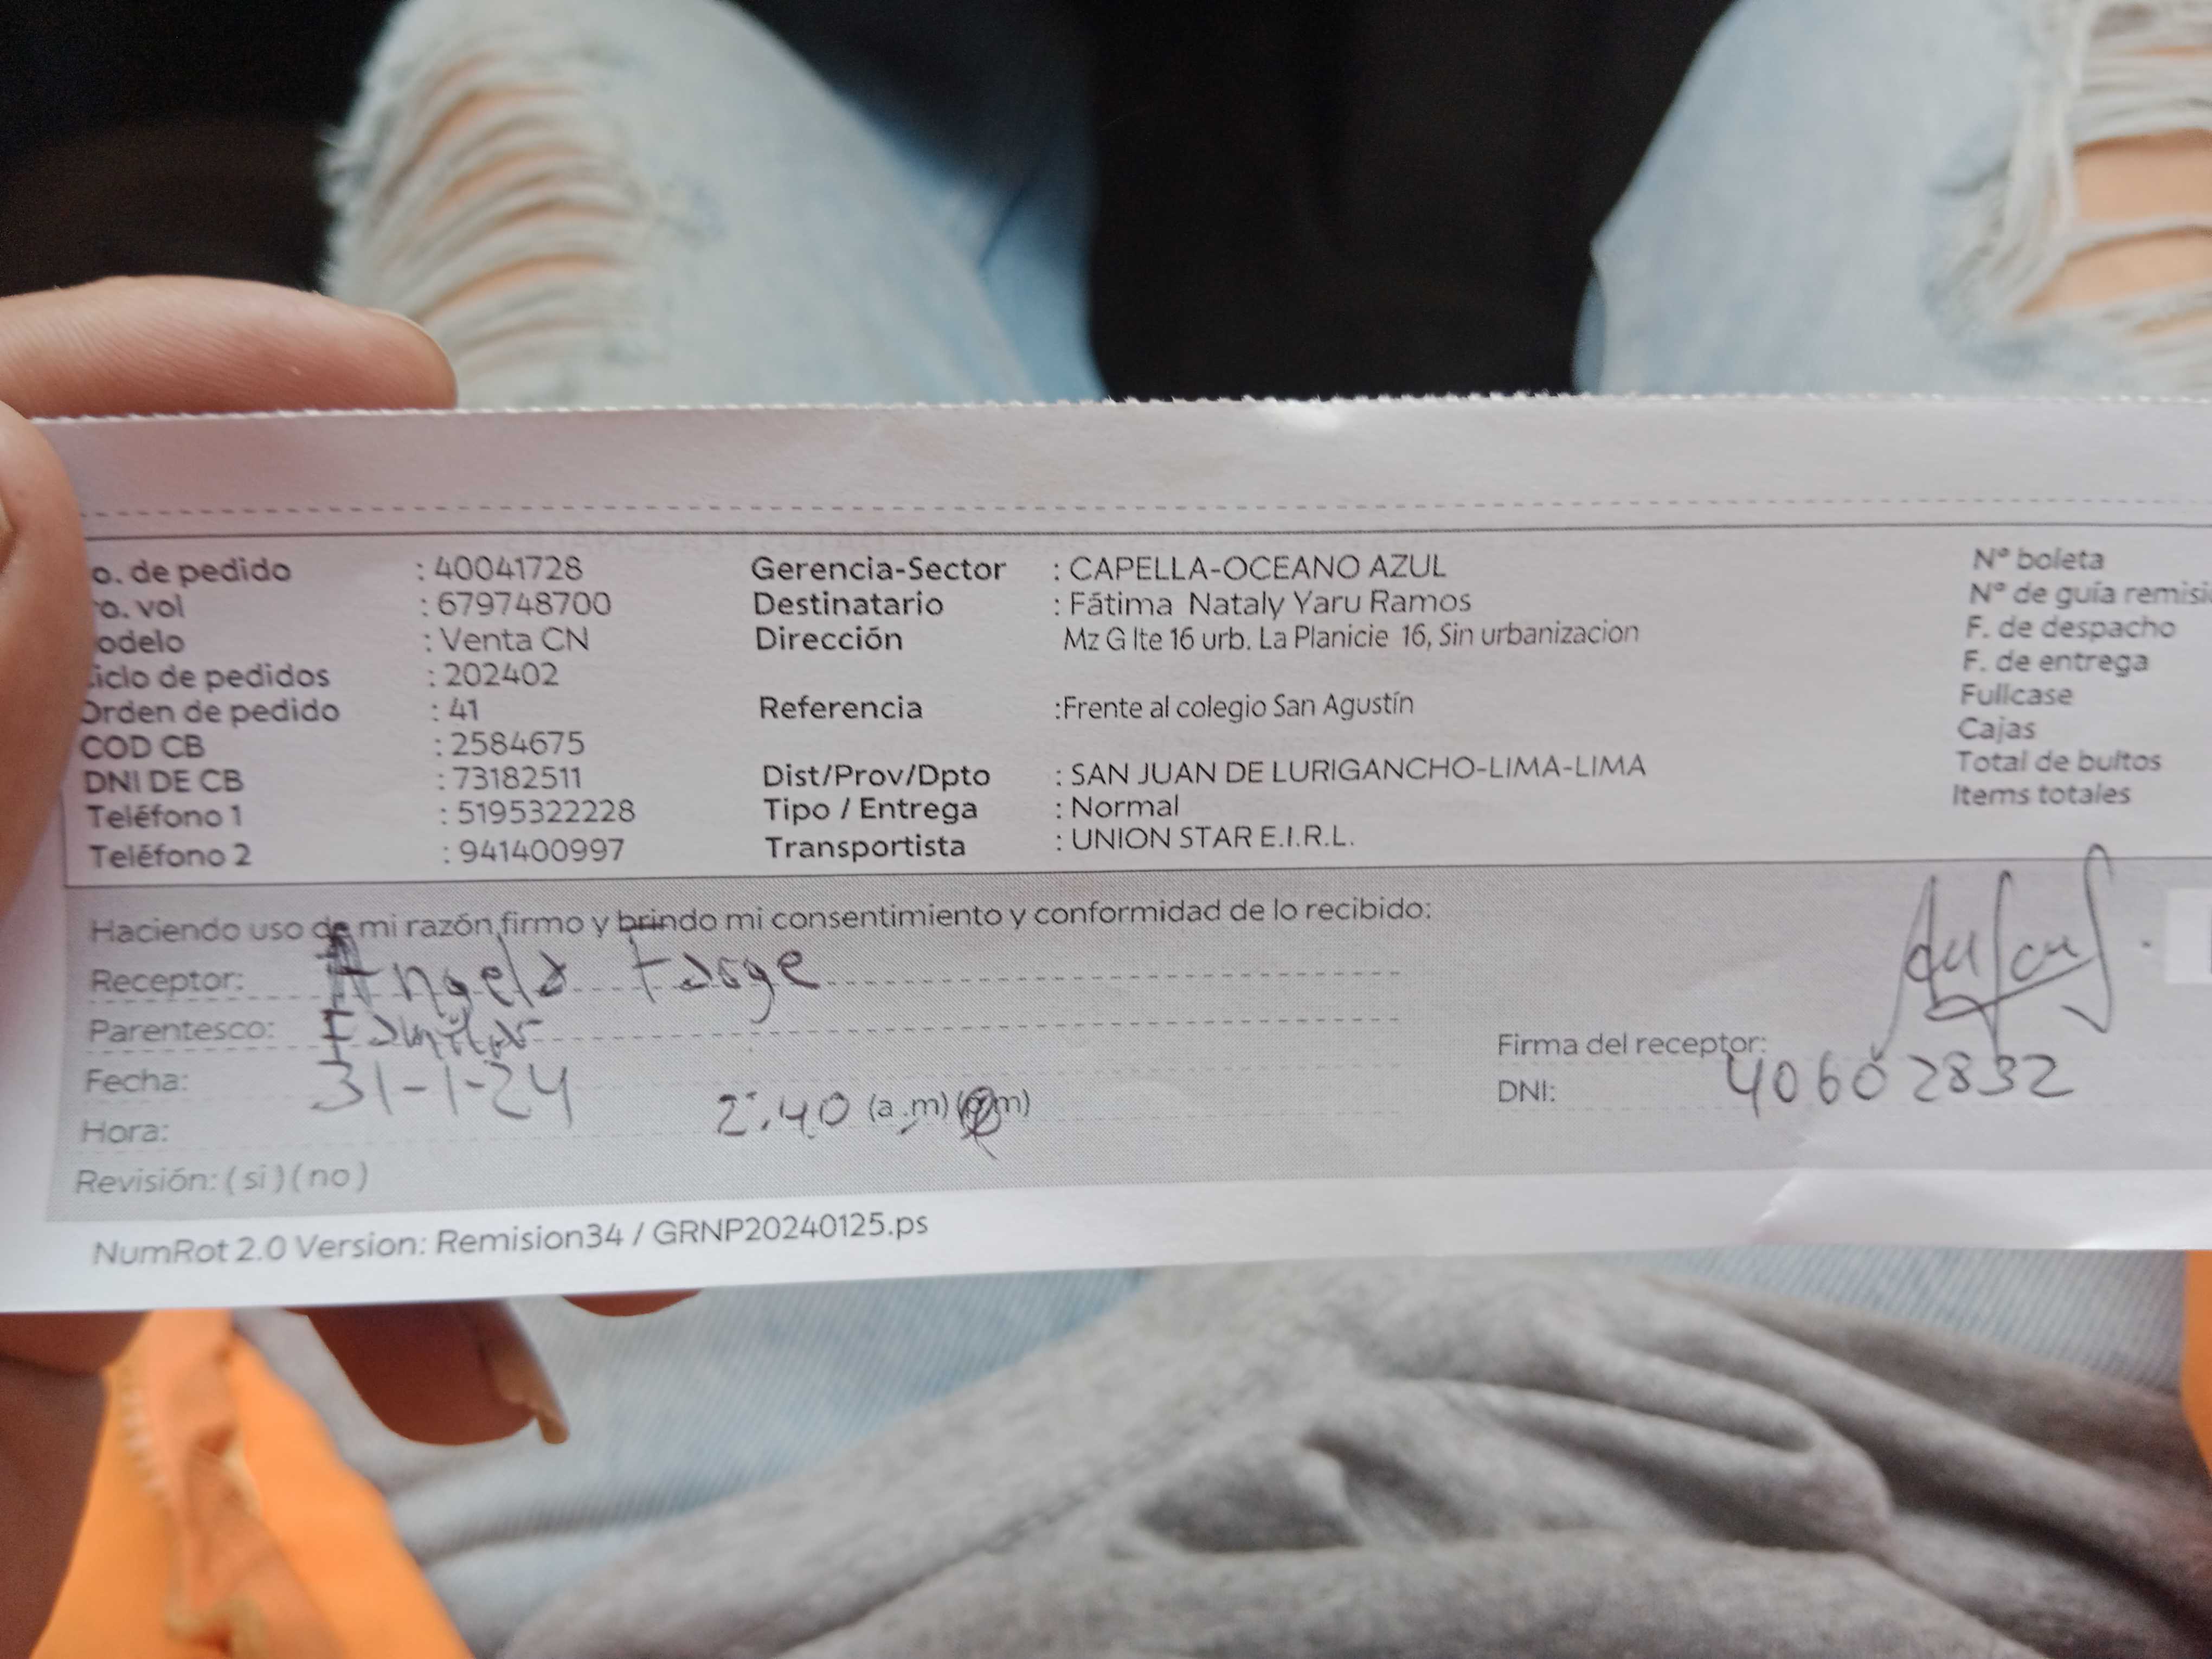 o. de pedido : 40041728 Gerencia-Sector : CAPELLA-OCEANO AZUL Nº boleta
ro. vol : 679748700 Destinatario : Fátima Nataly Yaru Ramos Nº de guía remisi
odelo : Venta CN Dirección Mz G lte 16 urb. La Planicie 16, Sin urbanizacion F. de despacho
iclo de pedidos : 202402 F. de entrega
Orden de pedido : 41 Referencia :Frente al colegio San Agustín Fullcase
COD CB : 2584675 Cajas
DNI DE CB : 73182511 Dist/Prov/Dpto : SAN JUAN DE LURIGANCHO-LIMA-LIMA Total de bultos
Teléfono 1 : 5195322228 Tipo / Entrega : Normal Items totales
Teléfono 2 : 941400997 Transportista : UNION STAR E.I.R.L.
Haciendo uso de mi razón firmo y brindo mi consentimiento y conformidad de lo recibido:
Receptor: Angela
Parentesco: Familiar
Firma del receptor:
Fecha: 31-1-24
DNI: 40602832
Hora: 2:40 (a.m) (p.m)
Revisión: ( si ) ( no )
NumRot 2.0 Version: Remision34 / GRNP20240125.ps